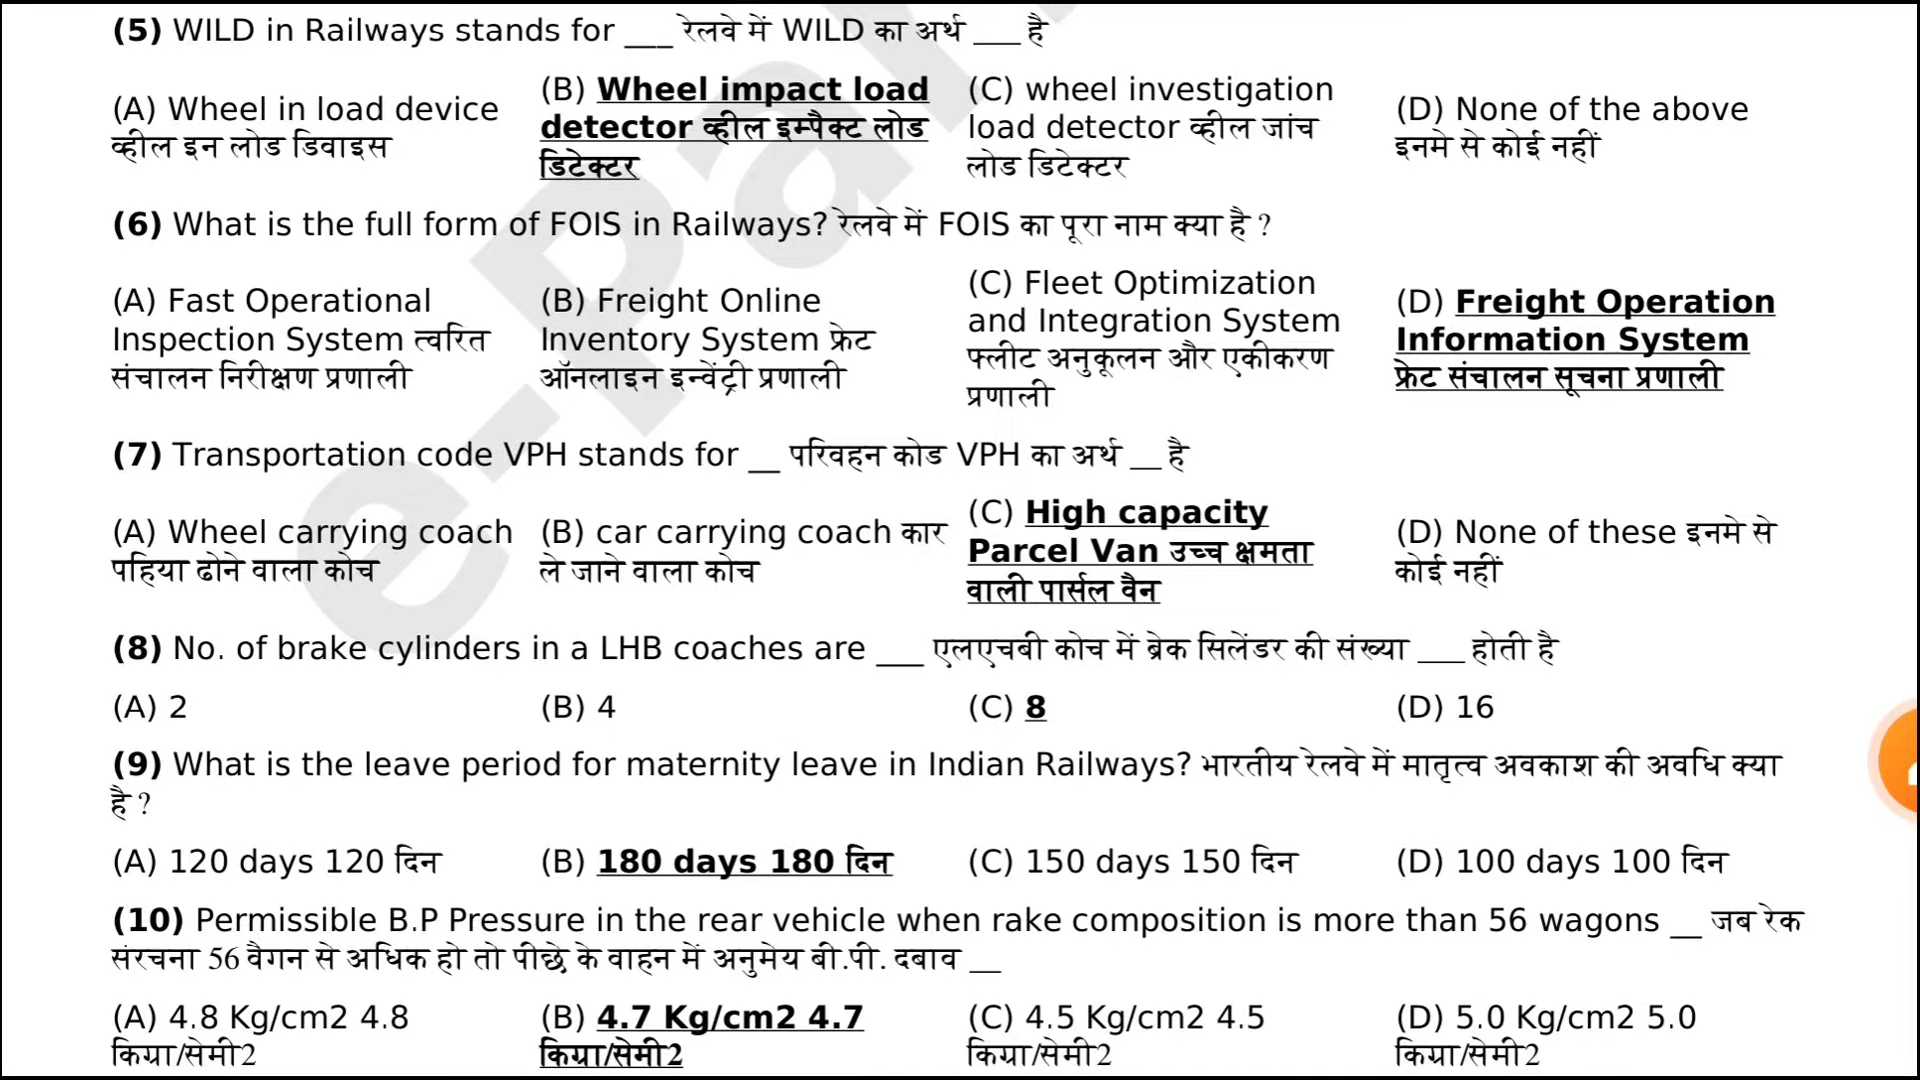 (5) WILD in Railways stands for ___ रेलवे में WILD का अर्थ ___ है
(A) Wheel in load device
व्हील इन लोड डिवाइस
(B) Wheel impact load
detector व्हील इम्पैक्ट लोड
डिटेक्टर
(C) wheel investigation
load detector व्हील जांच
लोड डिटेक्टर
(D) None of the above
इनमे से कोई नहीं
(6) What is the full form of FOIS in Railways? रेलवे में FOIS का पूरा नाम क्या है ?
(A) Fast Operational
Inspection System त्वरित
संचालन निरीक्षण प्रणाली
(B) Freight Online
Inventory System फ्रेट
ऑनलाइन इन्वेंट्री प्रणाली
(C) Fleet Optimization
and Integration System
फ्लीट अनुकूलन और एकीकरण
प्रणाली
(D) Freight Operation
Information System
फ्रेट संचालन सूचना प्रणाली
(7) Transportation code VPH stands for __ परिवहन कोड VPH का अर्थ __ है
(A) Wheel carrying coach
पहिया ढोने वाला कोच
(B) car carrying coach कार
ले जाने वाला कोच
(C) High capacity
Parcel Van उच्च क्षमता
वाली पार्सल वैन
(D) None of these इनमे से
कोई नहीं
(8) No. of brake cylinders in a LHB coaches are ___ एलएचबी कोच में ब्रेक सिलेंडर की संख्या ___ होती है
(A) 2
(B) 4
(C) 8
(D) 16
(9) What is the leave period for maternity leave in Indian Railways? भारतीय रेलवे में मातृत्व अवकाश की अवधि क्या
है ?
(A) 120 days 120 दिन
(B) 180 days 180 दिन
(C) 150 days 150 दिन
(D) 100 days 100 दिन
(10) Permissible B.P Pressure in the rear vehicle when rake composition is more than 56 wagons __ जब रेक
संरचना 56 वैगन से अधिक हो तो पीछे के वाहन में अनुमेय बी.पी. दबाव __
(A) 4.8 Kg/cm2 4.8
किग्रा/सेमी2
(B) 4.7 Kg/cm2 4.7
किग्रा/सेमी2
(C) 4.5 Kg/cm2 4.5
किग्रा/सेमी2
(D) 5.0 Kg/cm2 5.0
किग्रा/सेमी2